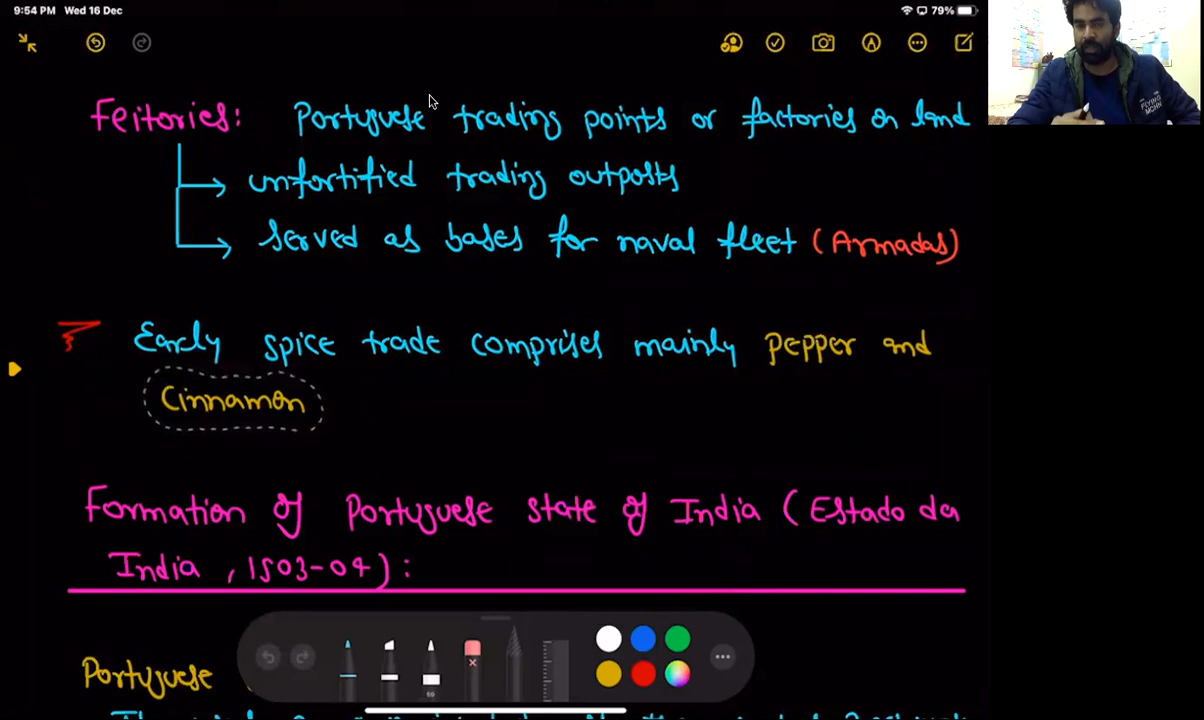 9:54 PM Wed 16 Dec
79%
Feitories: Portuguese trading points or factories on land
unfortified trading outposts
served as bases for naval fleet (Armadas)
Early spice trade comprises mainly pepper and
Cinnamon
Formation of Portuguese state of India (Estado da
India, 1503-04):
Portuguese